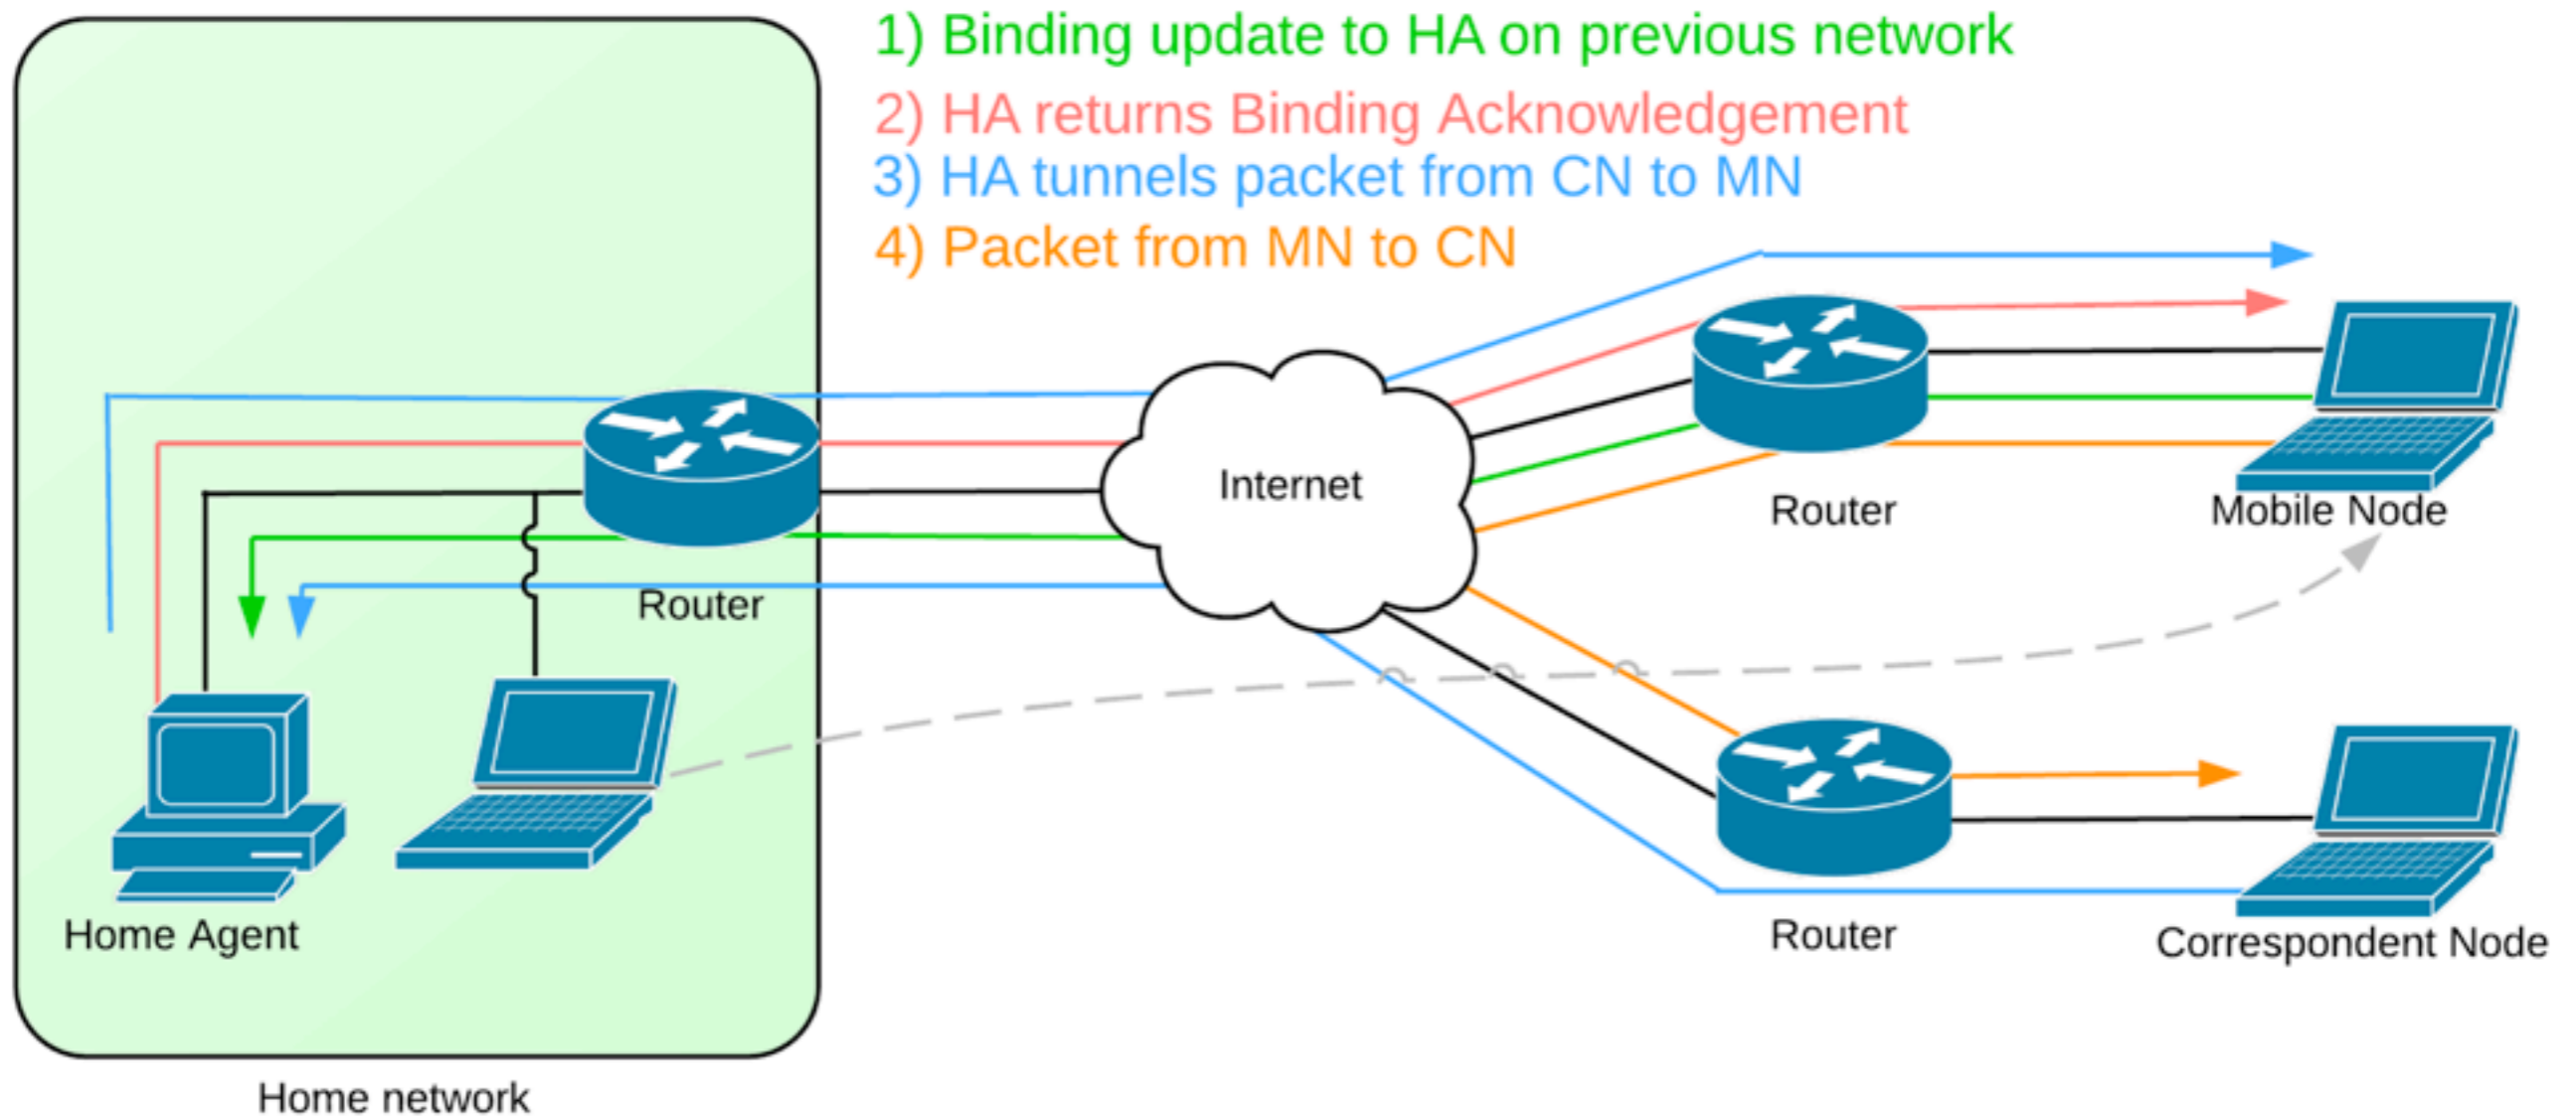 1) Binding update to HA on previous network
2) HA returns Binding Acknowledgement
3) HA tunnels packet from CN to MN
4) Packet from MN to CN
Internet
Router
Mobile Node
Router
Home Agent
Router
Correspondent Node
Home network